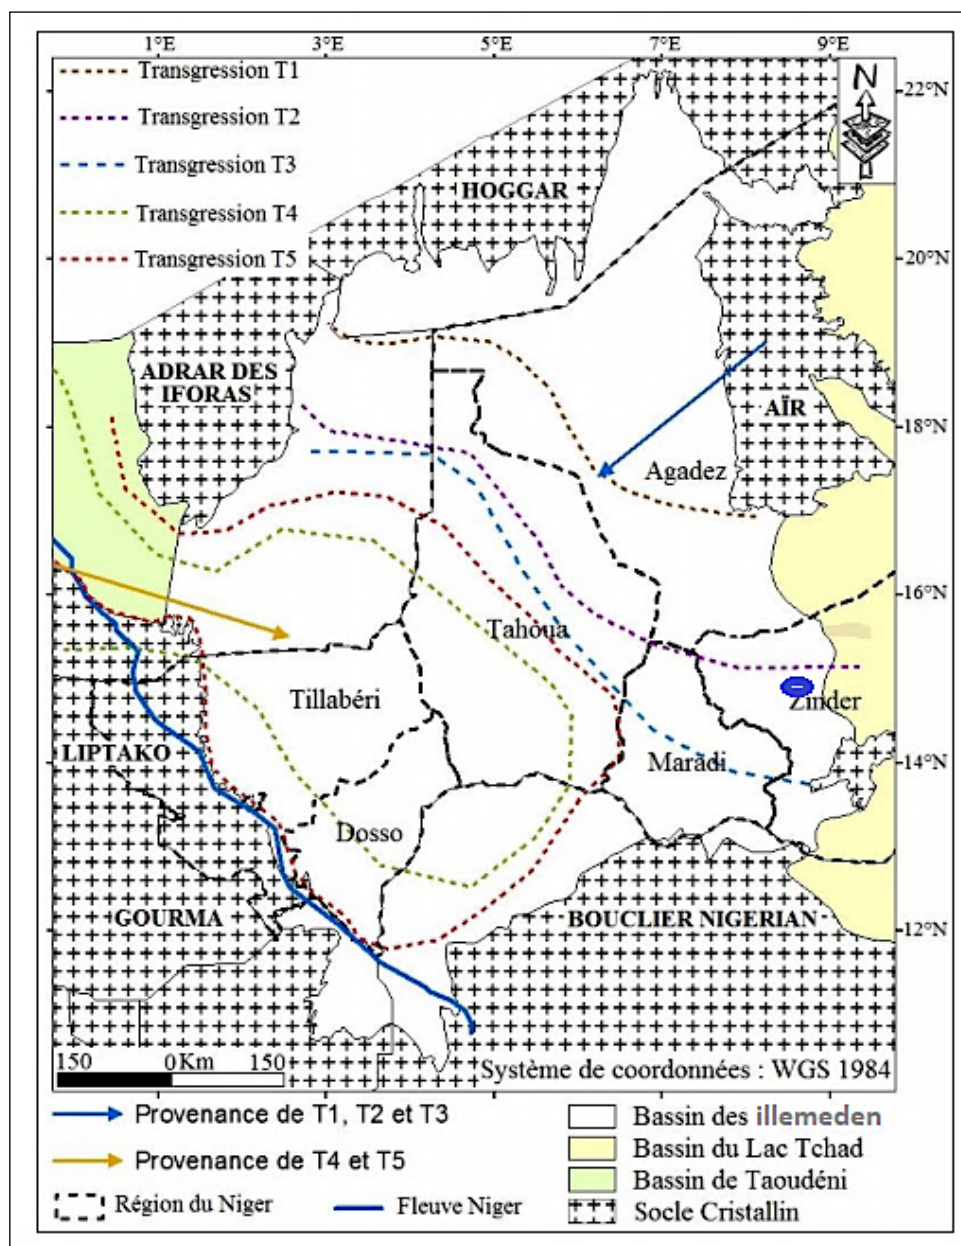 1°E 3°E 5°E 7°E 9°E
Transgression T1
Transgression T2
Transgression T3
Transgression T4
Transgression T5
N
22°N
HOGGAR
20°N
ADRAR DES
IFORAS
AÏR
18°N
Agadez
16°N
Tahoua
Tillabéri
Zinder
LIPTAKO
Maradi
14°N
Dosso
GOURMA
BOUCLIER NIGERIAN
12°N
150 0Km 150
Système de coordonnées : WGS 1984
Provenance de T1, T2 et T3
Provenance de T4 et T5
Région du Niger
Fleuve Niger
Bassin des illemeden
Bassin du Lac Tchad
Bassin de Taoudéni
Socle Cristallin